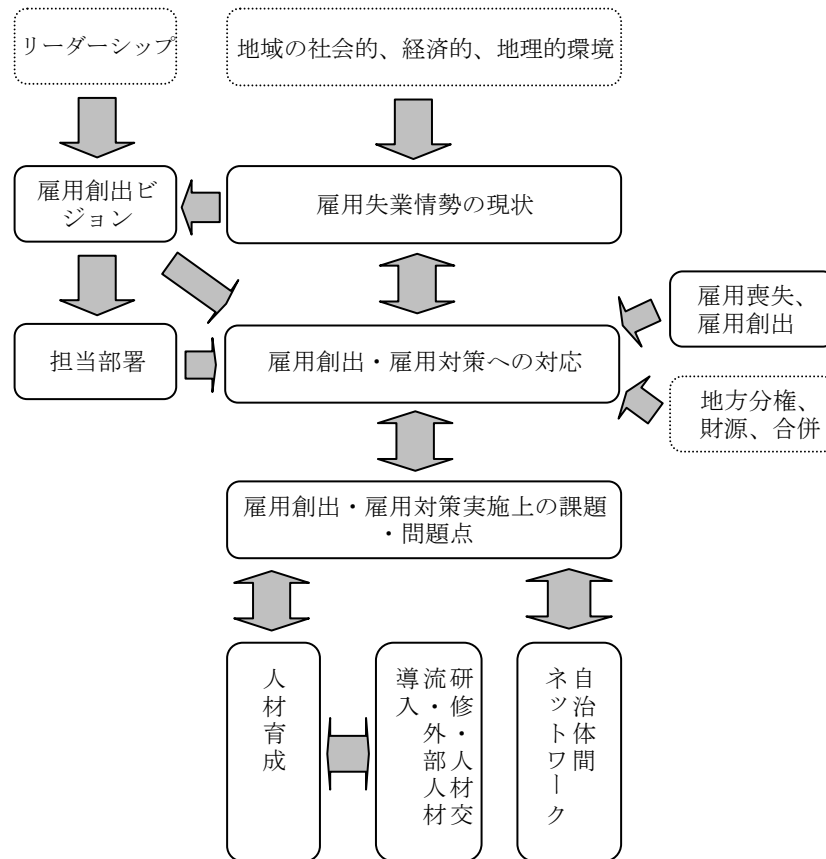 リーダーシップ
地域の社会的、経済的、地理的環境
雇用創出ビ
ジョン
雇用失業情勢の現状
雇用喪失、
雇用創出
担当部署
雇用創出・雇用対策への対応
地方分権、
財源、合併
雇用創出・雇用対策実施上の課題
・問題点
人材育成
研修・人材交
流・外部人材
導入
自治体間
ネットワーク